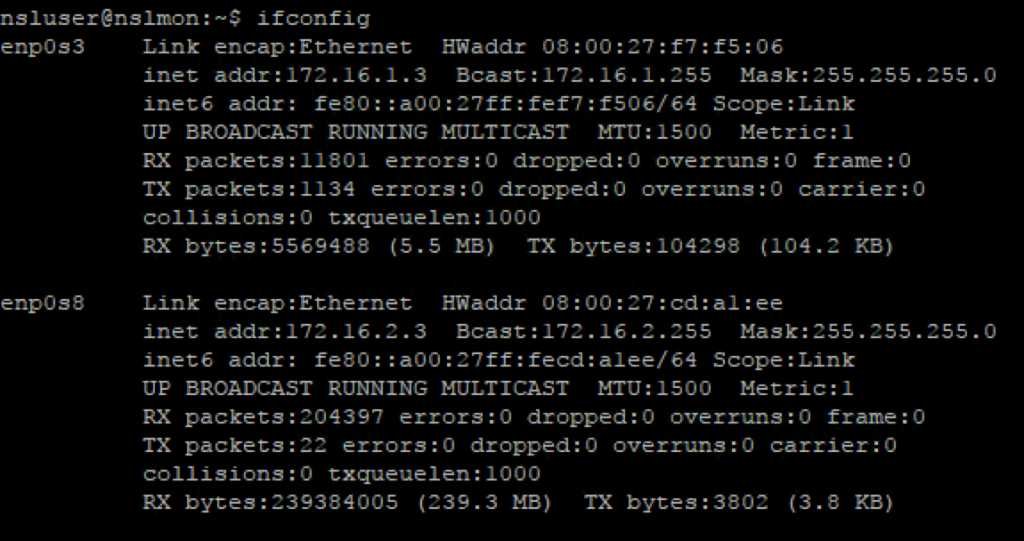 nsluser@nslmon:~$ ifconfig
enp0s3 Link encap:Ethernet HWaddr 08:00:27:f7:f5:06
inet addr:172.16.1.3 Bcast:172.16.1.255 Mask:255.255.255.0
inet6 addr: fe80::a00:27ff:fef7:f506/64 Scope:Link
UP BROADCAST RUNNING MULTICAST MTU:1500 Metric:1
RX packets:11801 errors:0 dropped:0 overruns:0 frame:0
TX packets:1134 errors:0 dropped:0 overruns:0 carrier:0
collisions:0 txqueuelen:1000
RX bytes:5569488 (5.5 MB) TX bytes:104298 (104.2 KB)
enp0s8 Link encap:Ethernet HWaddr 08:00:27:cd:a1:ee
inet addr:172.16.2.3 Bcast:172.16.2.255 Mask:255.255.255.0
inet6 addr: fe80::a00:27ff:fecd:a1ee/64 Scope:Link
UP BROADCAST RUNNING MULTICAST MTU:1500 Metric:1
RX packets:204397 errors:0 dropped:0 overruns:0 frame:0
TX packets:22 errors:0 dropped:0 overruns:0 carrier:0
collisions:0 txqueuelen:1000
RX bytes:239384005 (239.3 MB) TX bytes:3802 (3.8 KB)